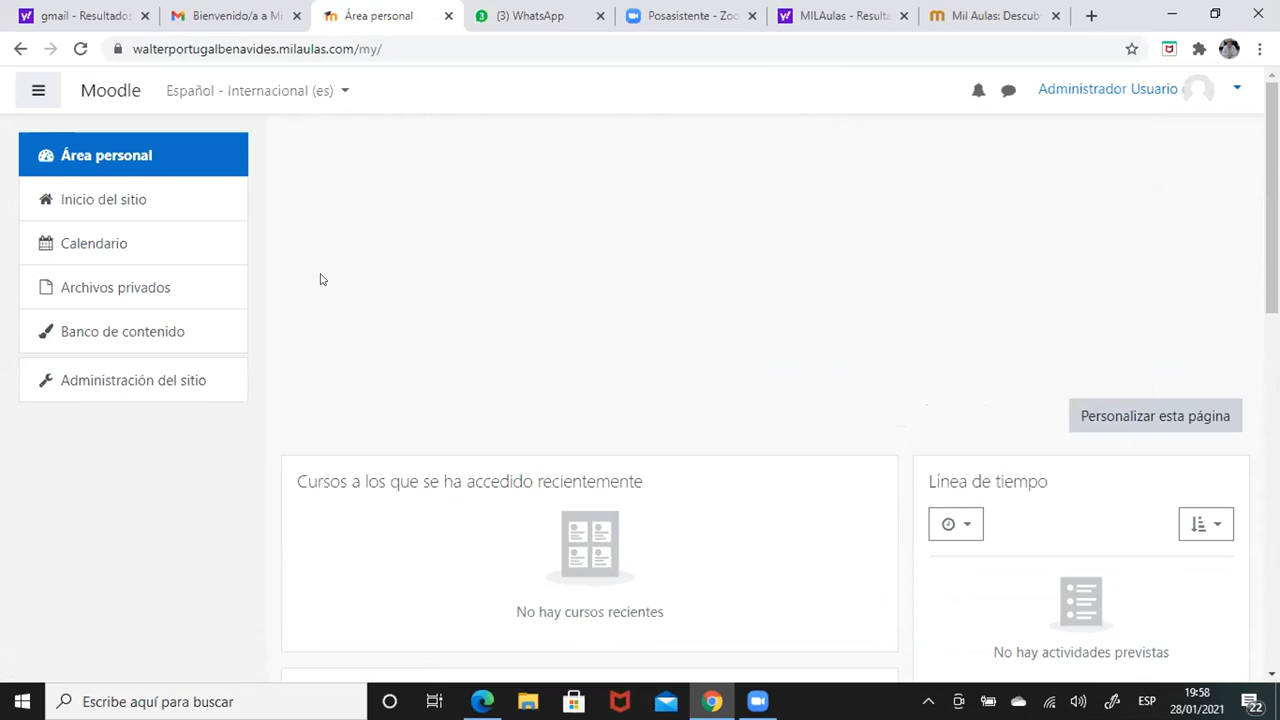 gmail - Resultado
Bienvenido/a a Mi
Área personal
(3) WhatsApp
Posasistente - Zoc
MILAulas - Resulta
Mil Aulas: Descub
walterportugalbenavides.milaulas.com/my/
Moodle
Español - Internacional (es)
Administrador Usuario
Área personal
Inicio del sitio
Calendario
Archivos privados
Banco de contenido
Administración del sitio
Personalizar esta página
Cursos a los que se ha accedido recientemente
No hay cursos recientes
Línea de tiempo
No hay actividades previstas
Escribe aquí para buscar
ESP
19:58
28/01/2021
22